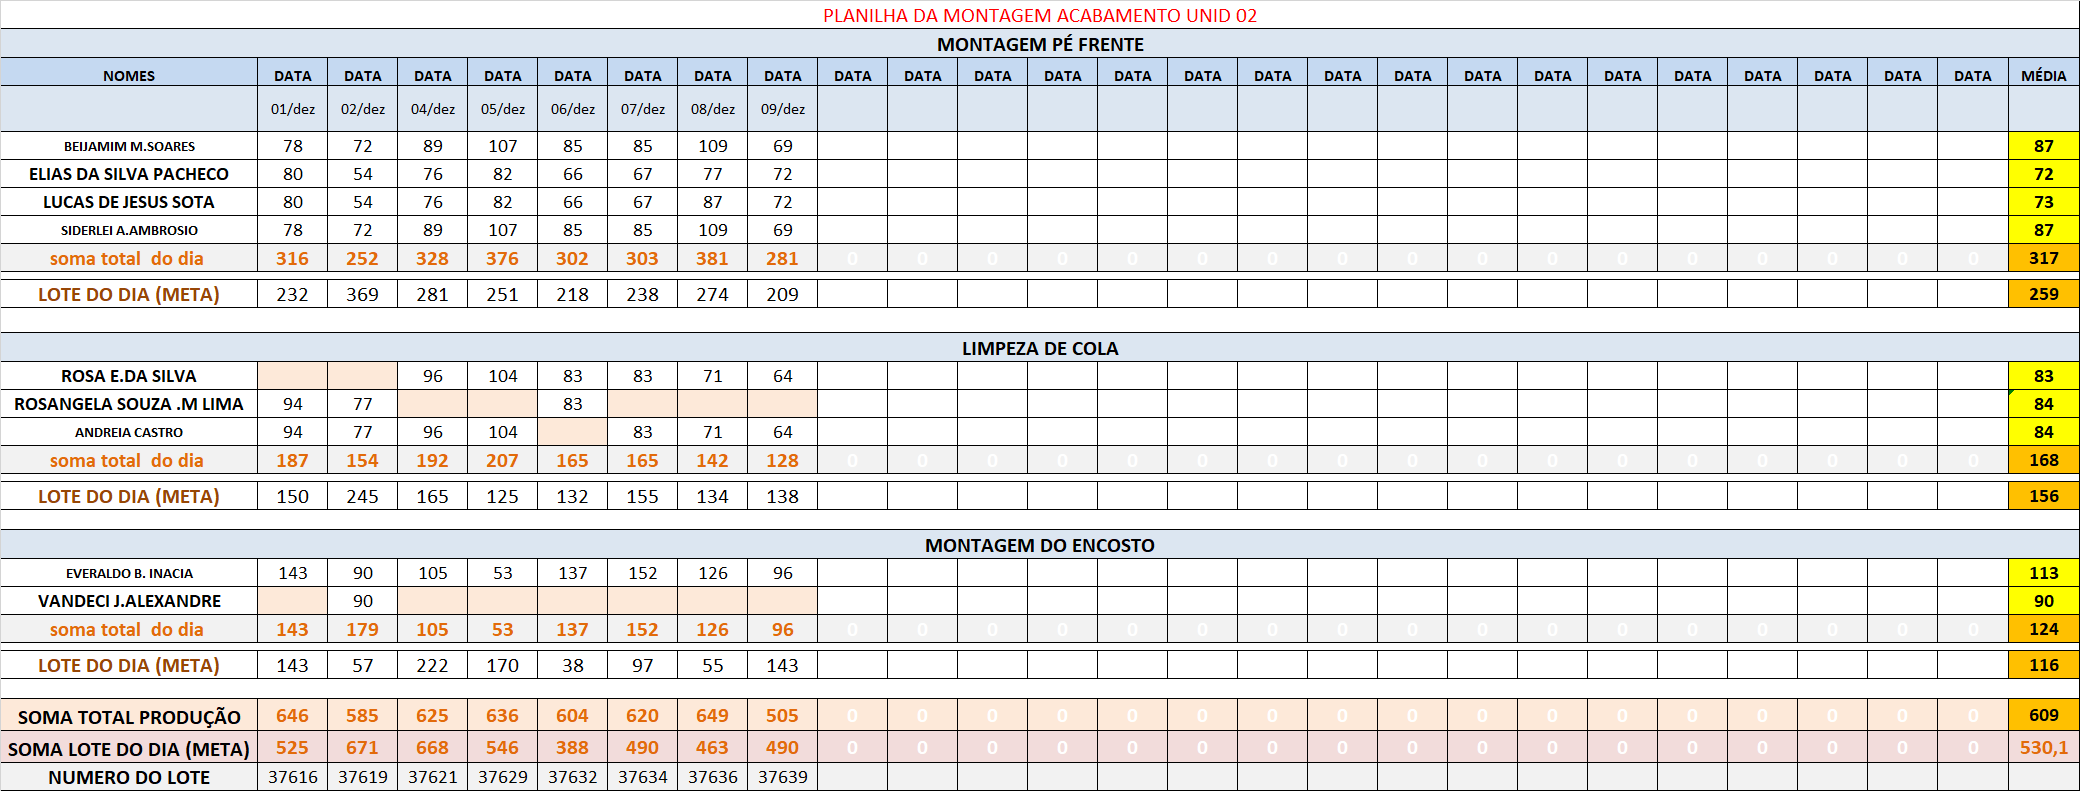 PLANILHA DA MONTAGEM ACABAMENTO UNID 02
MONTAGEM PÉ FRENTE
NOMES DATA DATA DATA DATA DATA DATA DATA DATA DATA DATA DATA DATA DATA DATA DATA DATA DATA DATA DATA DATA DATA DATA DATA DATA DATA MÉDIA
01/dez 02/dez 04/dez 05/dez 06/dez 07/dez 08/dez 09/dez
BEIJAMIM M.SOARES 78 72 89 107 85 85 109 69 87
ELIAS DA SILVA PACHECO 80 54 76 82 66 67 77 72 72
LUCAS DE JESUS SOTA 80 54 76 82 66 67 87 72 73
SIDERLEI A.AMBROSIO 78 72 89 107 85 85 109 69 87
soma total do dia 316 252 328 376 302 303 381 281 0 0 0 0 0 0 0 0 0 0 0 0 0 0 0 0 0 317
LOTE DO DIA (META) 232 369 281 251 218 238 274 209 259
LIMPEZA DE COLA
ROSA E.DA SILVA 96 104 83 83 71 64 83
ROSANGELA SOUZA .M LIMA 94 77 83 84
ANDREIA CASTRO 94 77 96 104 83 71 64 84
soma total do dia 187 154 192 207 165 165 142 128 0 0 0 0 0 0 0 0 0 0 0 0 0 0 0 0 0 168
LOTE DO DIA (META) 150 245 165 125 132 155 134 138 156
MONTAGEM DO ENCOSTO
EVERALDO B. INACIA 143 90 105 53 137 152 126 96 113
VANDECI J.ALEXANDRE 90 90
soma total do dia 143 179 105 53 137 152 126 96 0 0 0 0 0 0 0 0 0 0 0 0 0 0 0 0 0 124
LOTE DO DIA (META) 143 57 222 170 38 97 55 143 116
SOMA TOTAL PRODUÇÃO 646 585 625 636 604 620 649 505 0 0 0 0 0 0 0 0 0 0 0 0 0 0 0 0 0 609
SOMA LOTE DO DIA (META) 525 671 668 546 388 490 463 490 0 0 0 0 0 0 0 0 0 0 0 0 0 0 0 0 0 530,1
NUMERO DO LOTE 37616 37619 37621 37629 37632 37634 37636 37639